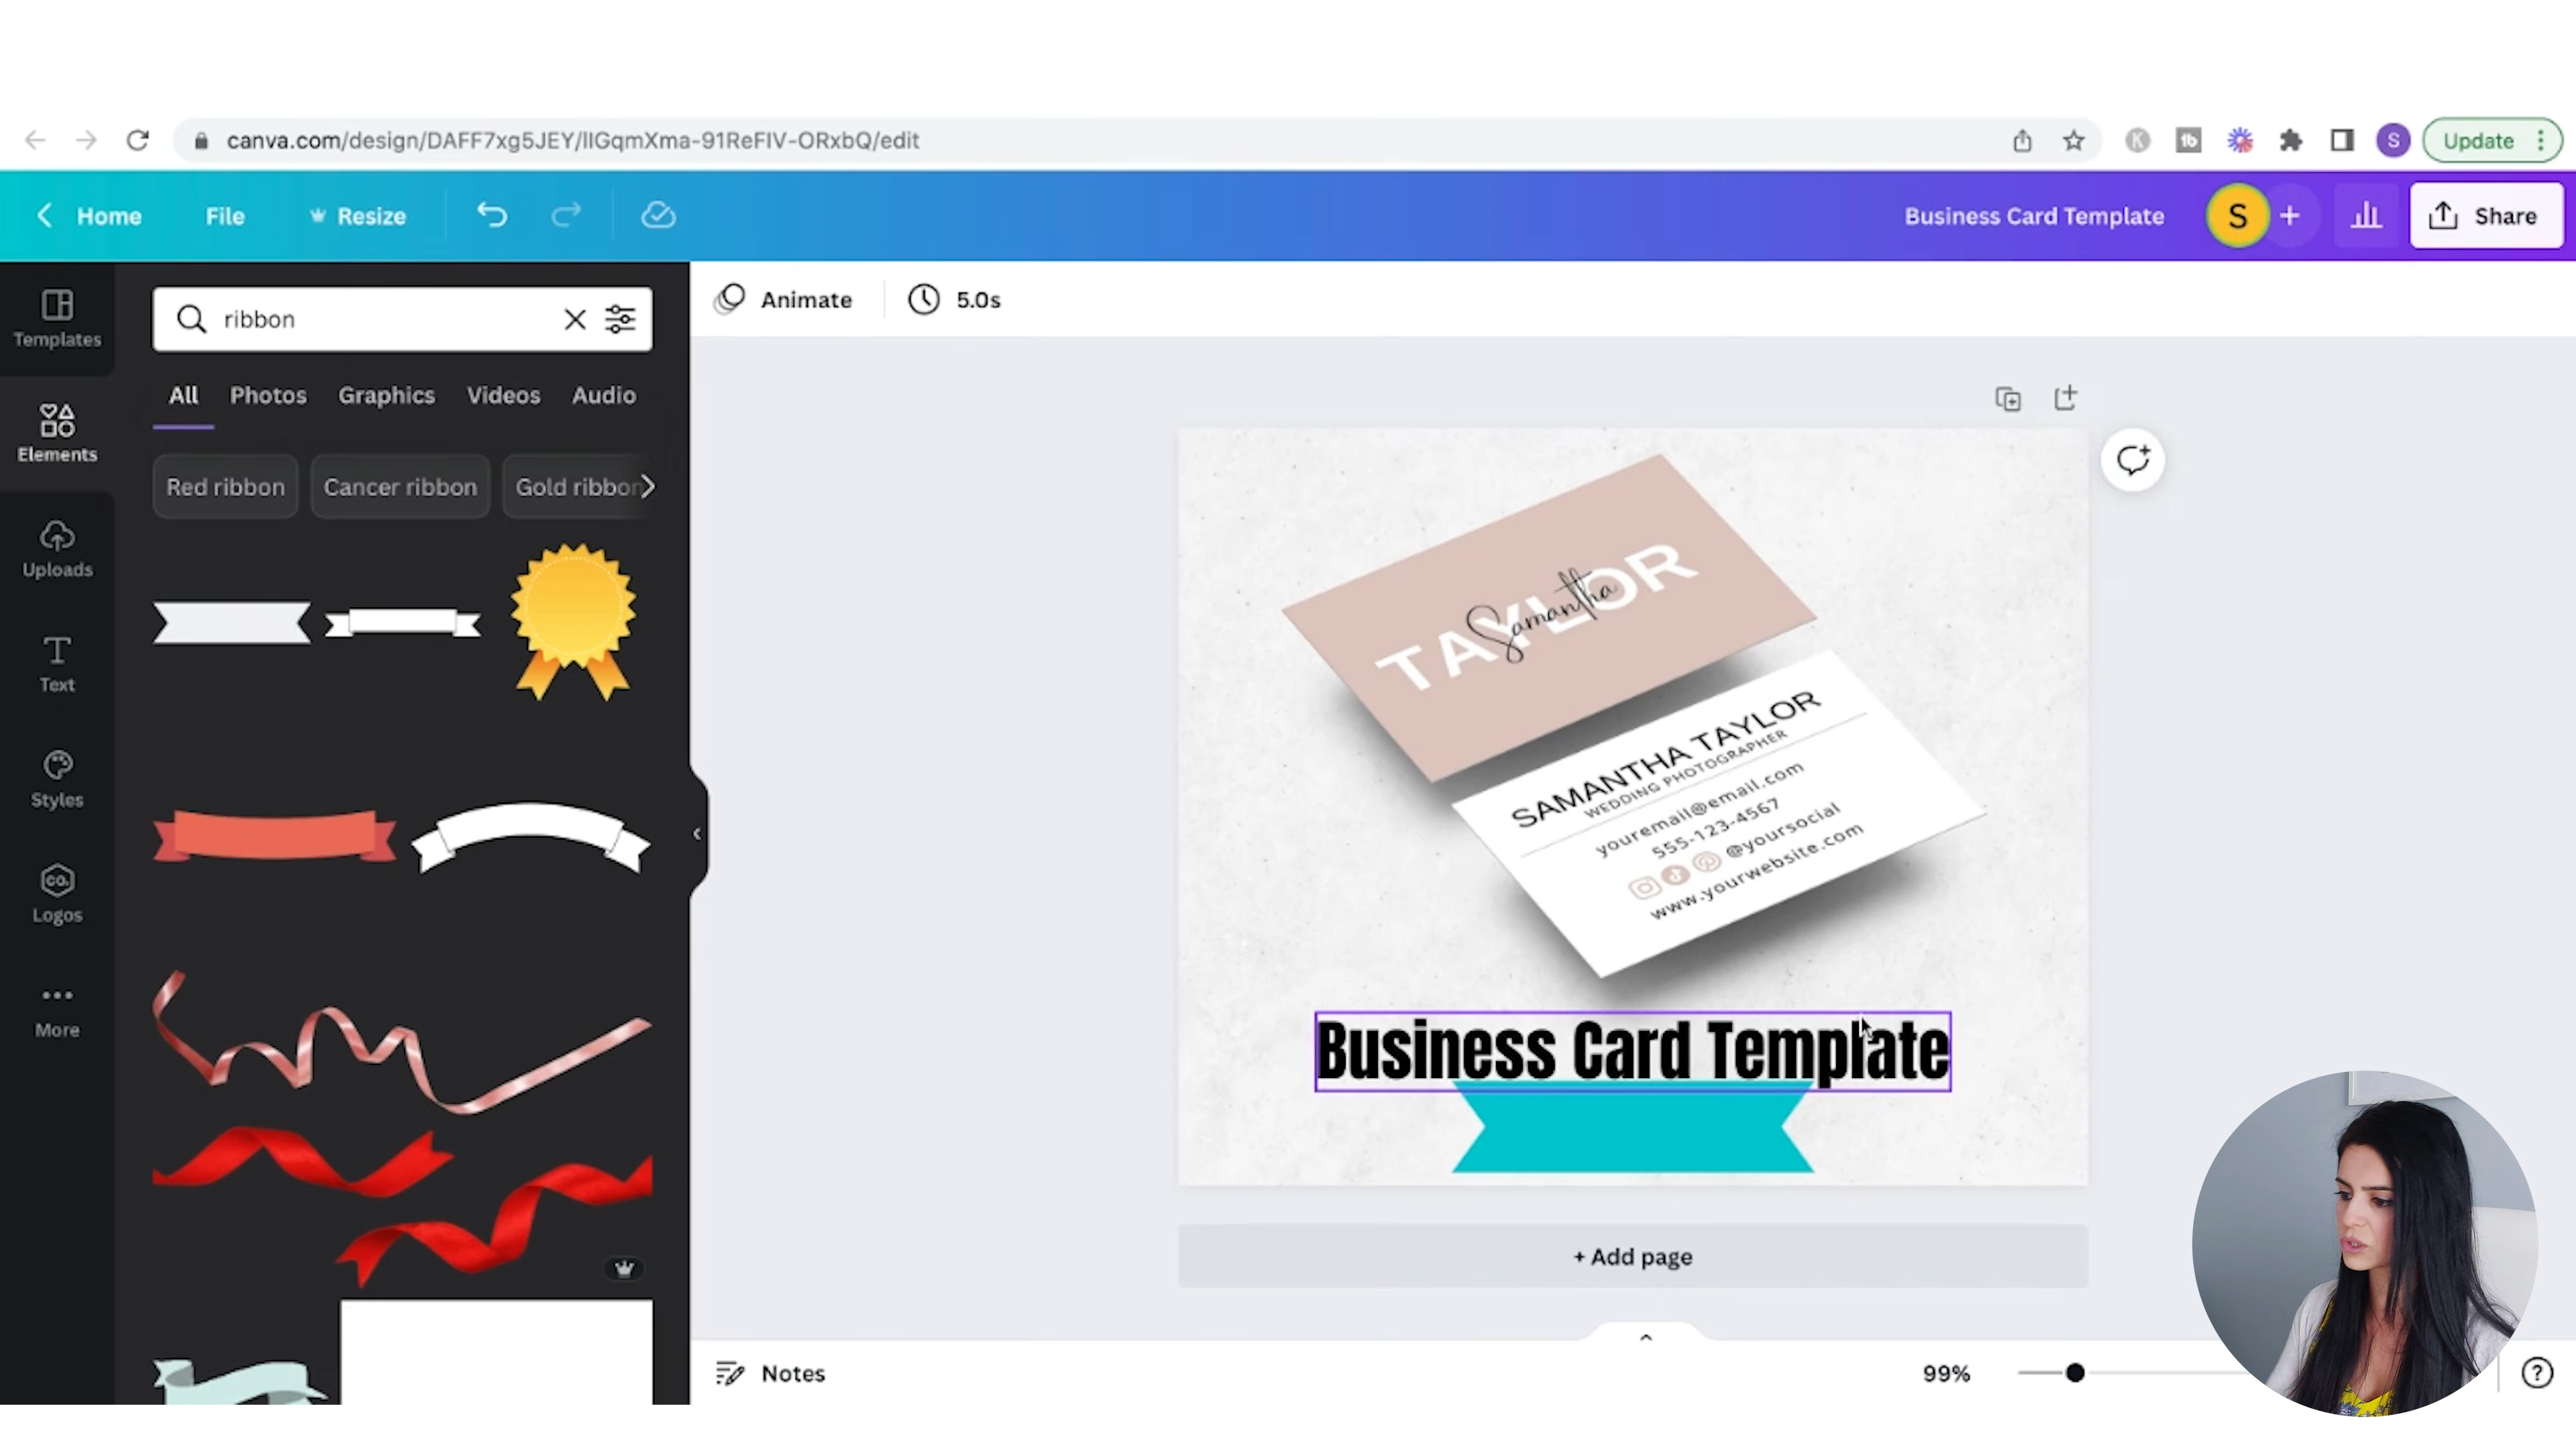 canva.com/design/DAFF7xg5JEY/lIGqmXma-91ReFIV-ORxbQ/edit
K
tb
S
Update
Home
File
Resize
Business Card Template
S
+
Share
Templates
Elements
Uploads
Text
Styles
CO.
Logos
More
ribbon
All
Photos
Graphics
Videos
Audio
Red ribbon
Cancer ribbon
Gold ribbon
Animate
5.0s
TAYLOR
Samantha
SAMANTHA TAYLOR
WEDDING PHOTOGRAPHER
youremail@email.com
555-123-4567
@yoursocial
www.yourwebsite.com
Business Card Template
+ Add page
Notes
99%
?